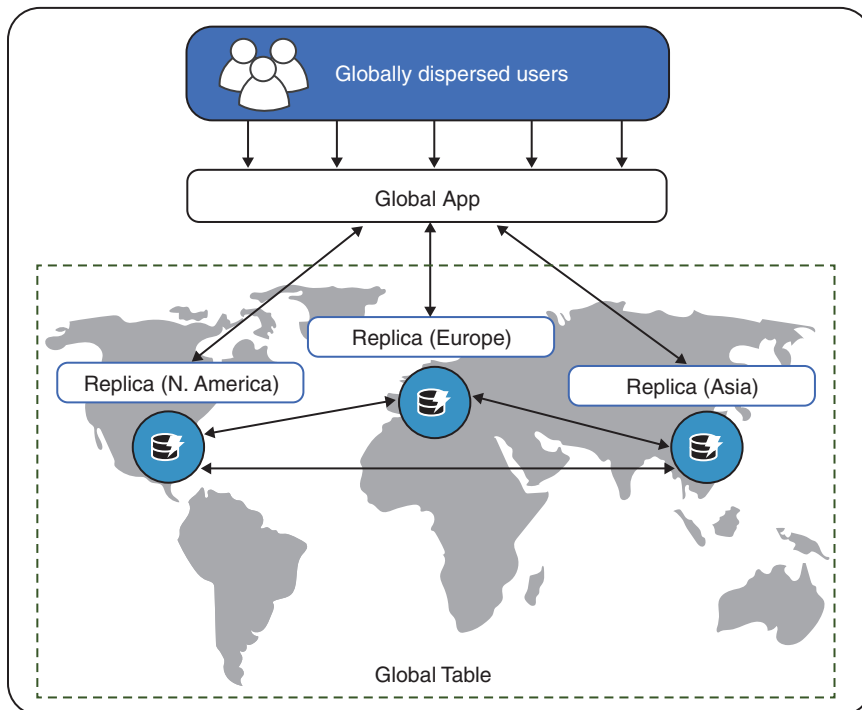 Globally dispersed users
Global App
Replica (Europe)
Replica (N. America)
Replica (Asia)
Global Table